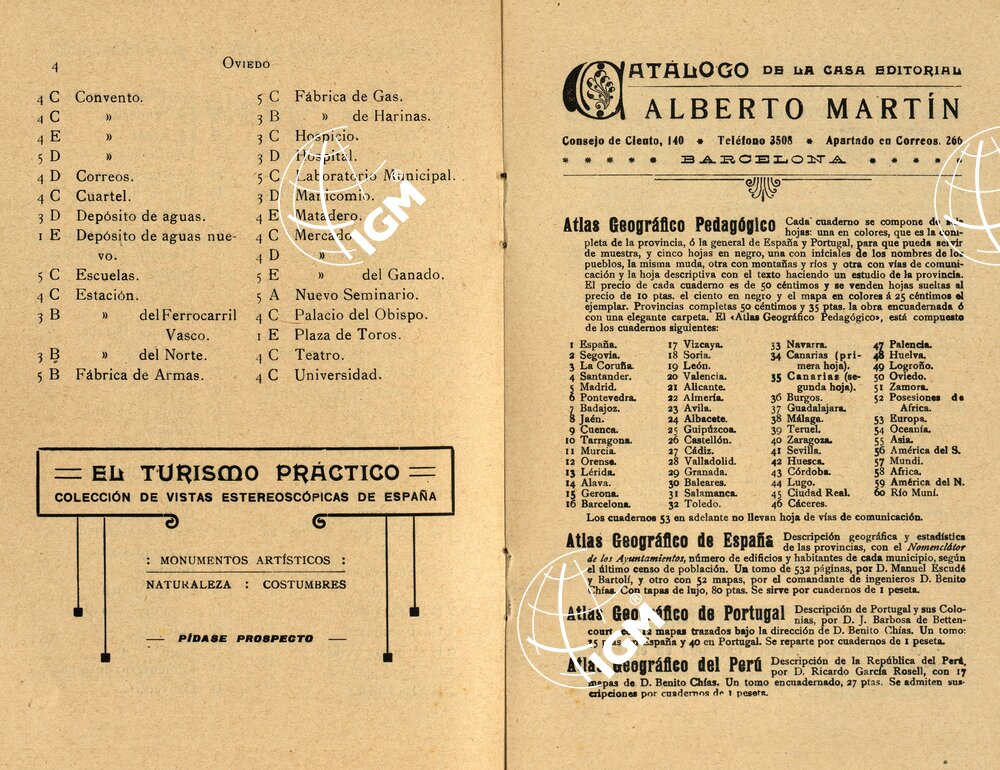 4 OVIEDO
4 C Convento.
4 C »
4 E »
5 D »
4 D Correos.
4 C Cuartel.
3 D Depósito de aguas.
1 E Depósito de aguas nue-
vo.
5 C Escuelas.
4 C Estación.
3 B » del Ferrocarril
Vasco.
3 B » del Norte.
5 B Fábrica de Armas.
5 C Fábrica de Gas.
3 B » de Harinas.
3 C Hospicio.
3 D Hospital.
5 C Laboratorio Municipal.
3 D Manicomio.
4 E Matadero.
4 C Mercado
4 D »
5 E » del Ganado.
5 A Nuevo Seminario.
4 C Palacio del Obispo.
1 E Plaza de Toros.
4 C Teatro.
4 C Universidad.
EL TURISMO PRÁCTICO
COLECCIÓN DE VISTAS ESTEREOSCÓPICAS DE ESPAÑA
: MONUMENTOS ARTÍSTICOS :
NATURALEZA : COSTUMBRES
— PÍDASE PROSPECTO —
CATÁLOGO DE LA CASA EDITORIAL
ALBERTO MARTÍN
Consejo de Ciento, 140 * Teléfono 3508 * Apartado en Correos. 266
* * * * * BARCELONA * * * * *
Atlas Geográfico Pedagógico Cada cuaderno se compone de seis
hojas: una en colores, que es la com-
pleta de la provincia, ó la general de España y Portugal, para que pueda servir
de muestra, y cinco hojas en negro, una con iniciales de los nombres de los
pueblos, la misma muda, otra con montañas y ríos y otra con vías de comuni-
cación y la hoja descriptiva con el texto haciendo un estudio de la provincia.
El precio de cada cuaderno es de 50 céntimos y se venden hojas sueltas al
precio de 10 ptas. el ciento en negro y el mapa en colores á 25 céntimos el
ejemplar. Provincias completas 50 céntimos y 35 ptas. la obra encuadernada ó
con una elegante carpeta. El «Atlas Geográfico Pedagógico», está compuesto
de los cuadernos siguientes:
1 España.
2 Segovia.
3 La Coruña.
4 Santander.
5 Madrid.
6 Pontevedra.
7 Badajoz.
8 Jaén.
9 Cuenca.
10 Tarragona.
11 Murcia.
12 Orense.
13 Lérida.
14 Alava.
15 Gerona.
16 Barcelona.
17 Vizcaya.
18 Soria.
19 León.
20 Valencia.
21 Alicante.
22 Almería.
23 Avila.
24 Albacete.
25 Guipúzcoa.
26 Castellón.
27 Cádiz.
28 Valladolid.
29 Granada.
30 Baleares.
31 Salamanca.
32 Toledo.
33 Navarra.
34 Canarias (pri-
mera hoja).
35 Canarias (se-
gunda hoja).
36 Burgos.
37 Guadalajara.
38 Málaga.
39 Teruel.
40 Zaragoza.
41 Sevilla.
42 Huesca.
43 Córdoba.
44 Lugo.
45 Ciudad Real.
46 Cáceres.
47 Palencia.
48 Huelva.
49 Logroño.
50 Oviedo.
51 Zamora.
52 Posesiones de
Africa.
53 Europa.
54 Oceanía.
55 Asia.
56 América del S.
57 Mundi.
58 Africa.
59 América del N.
60 Río Muní.
Los cuadernos 53 en adelante no llevan hoja de vías de comunicación.
Atlas Geográfico de España Descripción geográfica y estadística
de las provincias, con el Nomenclátor
de los Ayuntamientos, número de edificios y habitantes de cada municipio, según
el último censo de población. Un tomo de 532 páginas, por D. Manuel Escudé
y Bartolí, y otro con 52 mapas, por el comandante de ingenieros D. Benito
Chías. Con tapas de lujo, 80 ptas. Se sirve por cuadernos de 1 peseta.
Atlas Geográfico de Portugal Descripción de Portugal y sus Colo-
nias, por D. J. Barbosa de Betten-
court, con 12 mapas trazados bajo la dirección de D. Benito Chías. Un tomo:
25 ptas. en España y 40 en Portugal. Se reparte por cuadernos de 1 peseta.
Atlas Geográfico del Perú Descripción de la República del Perú,
por D. Ricardo García Rosell, con 17
mapas de D. Benito Chías. Un tomo encuadernado, 27 ptas. Se admiten sus-
cripciones por cuadernos de 1 peseta.
IGM
IGM®